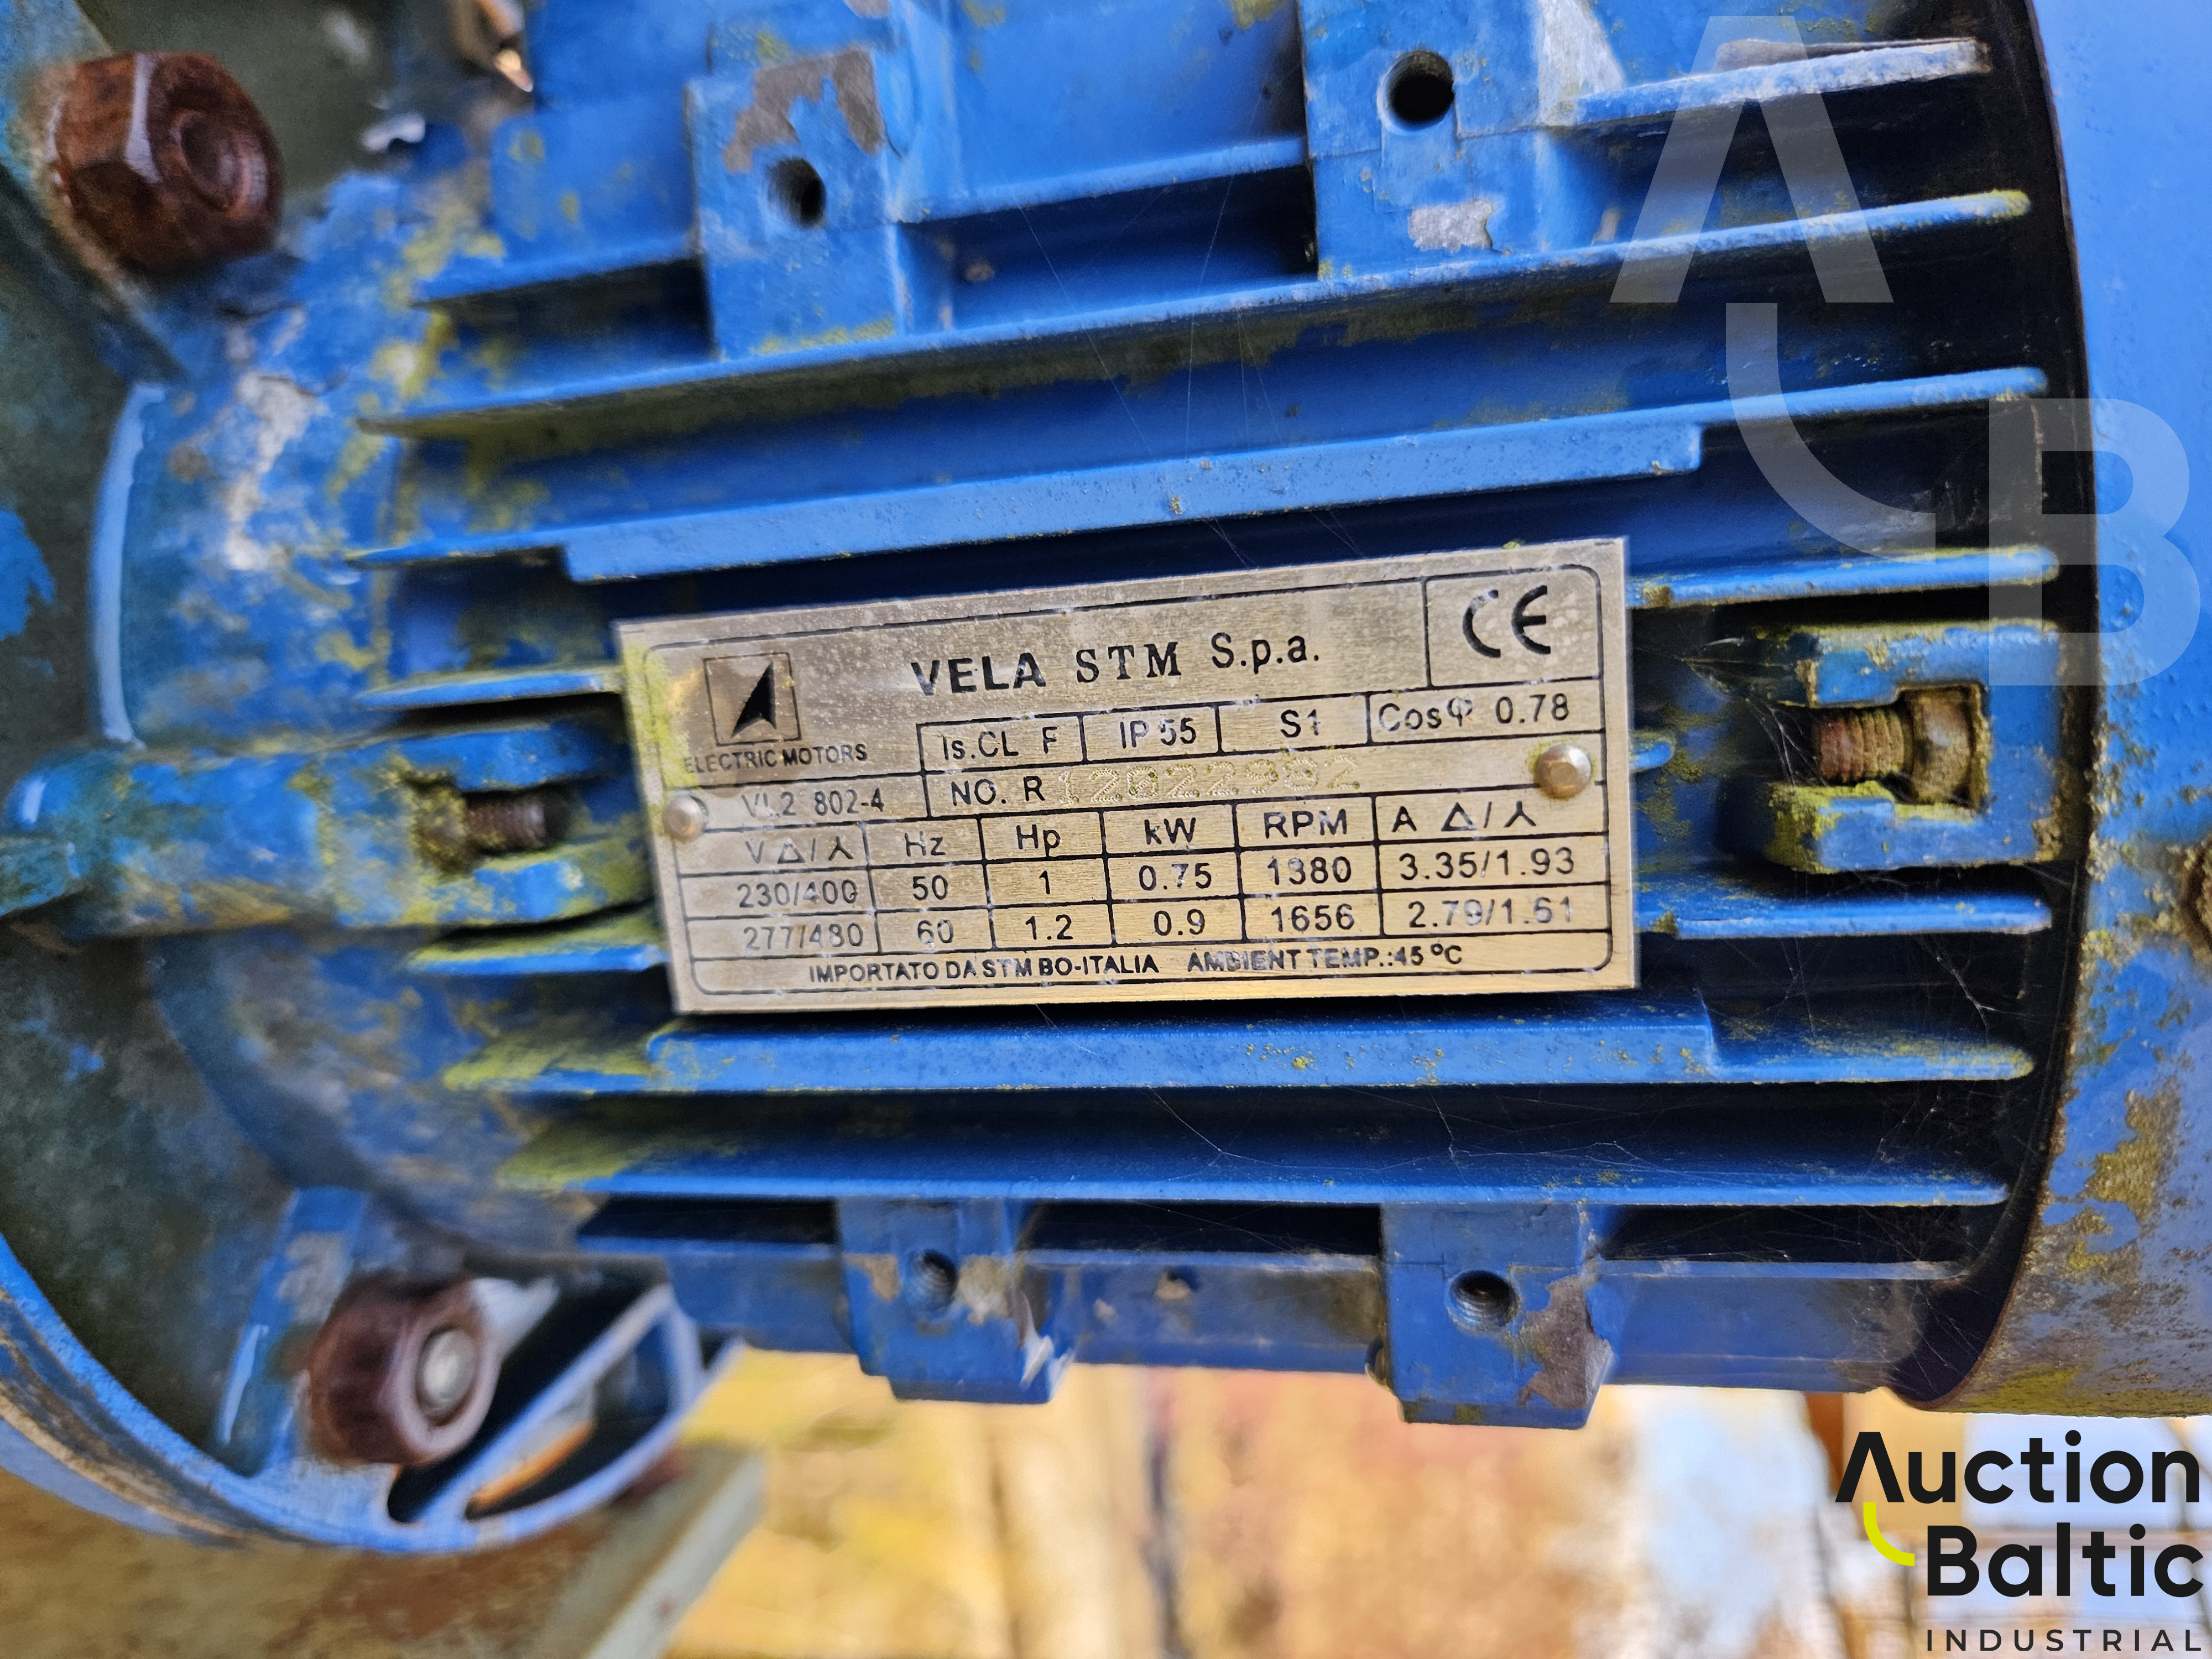 VELA STM S.p.a.
CE
ELECTRIC MOTORS
Is.CL F IP 55 S1 Cosφ 0.78
VL2 802-4 NO. R 12022982
V Δ/⅄ Hz Hp kW RPM A Δ/⅄
230/400 50 1 0.75 1380 3.35/1.93
277/480 60 1.2 0.9 1656 2.79/1.61
IMPORTATO DA STM BO-ITALIA AMBIENT TEMP.:45 °C
A
B
Auction
Baltic
INDUSTRIAL